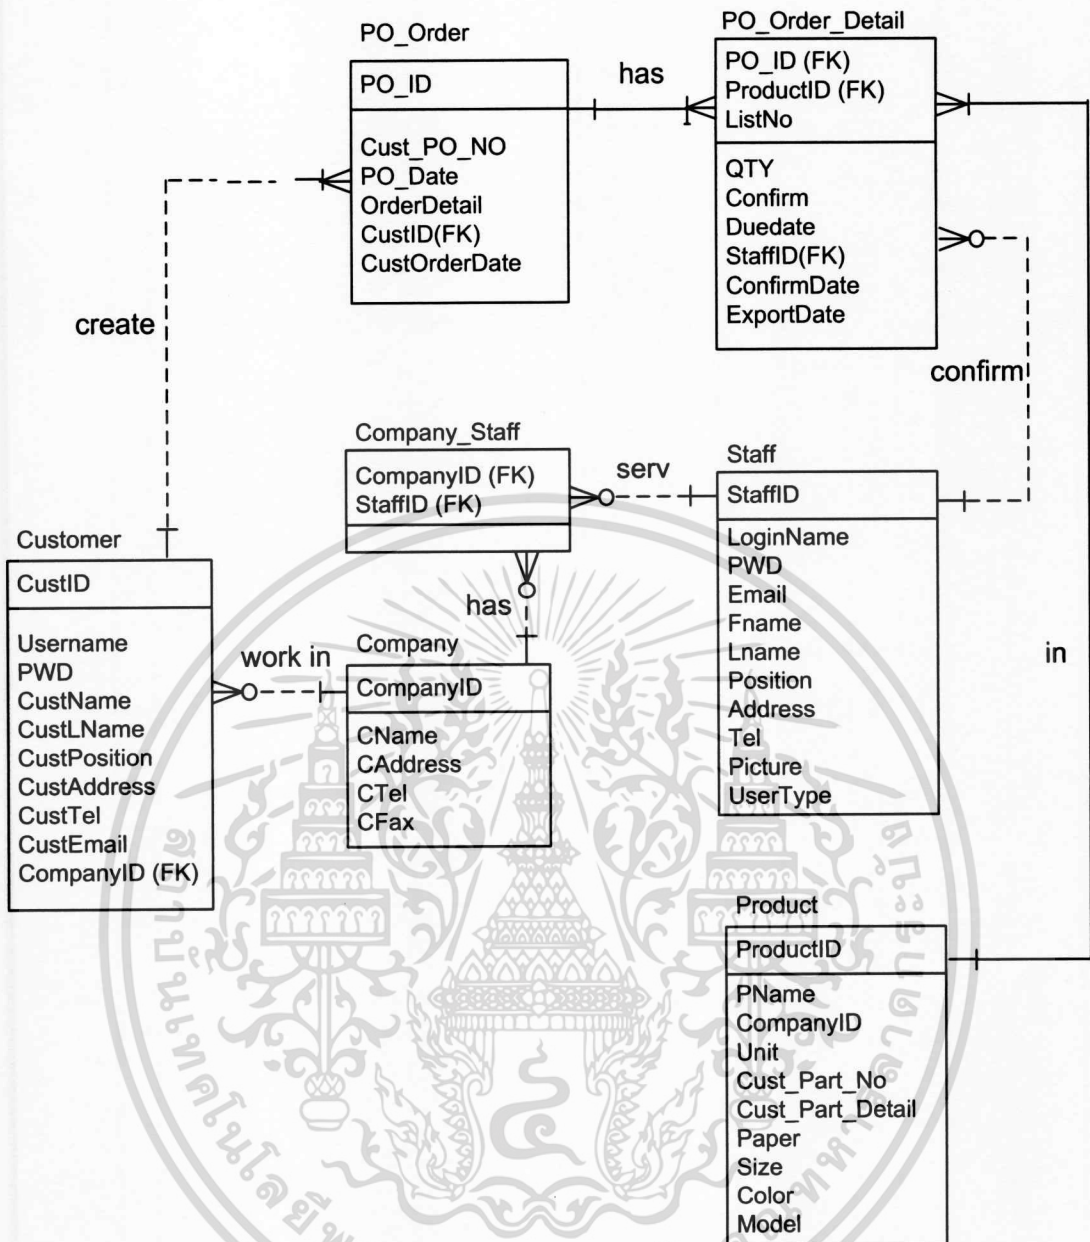 PO_Order
PO_ID
Cust_PO_NO
PO_Date
OrderDetail
CustID(FK)
CustOrderDate
has
PO_Order_Detail
PO_ID (FK)
ProductID (FK)
ListNo
QTY
Confirm
Duedate
StaffID(FK)
ConfirmDate
ExportDate
create
confirm
Company_Staff
CompanyID (FK)
StaffID (FK)
serv
Staff
StaffID
LoginName
PWD
Email
Fname
Lname
Position
Address
Tel
Picture
UserType
in
Customer
CustID
Username
PWD
CustName
CustLName
CustPosition
CustAddress
CustTel
CustEmail
CompanyID (FK)
work in
has
Company
CompanyID
CName
CAddress
CTel
CFax
Product
ProductID
PName
CompanyID
Unit
Cust_Part_No
Cust_Part_Detail
Paper
Size
Color
Model